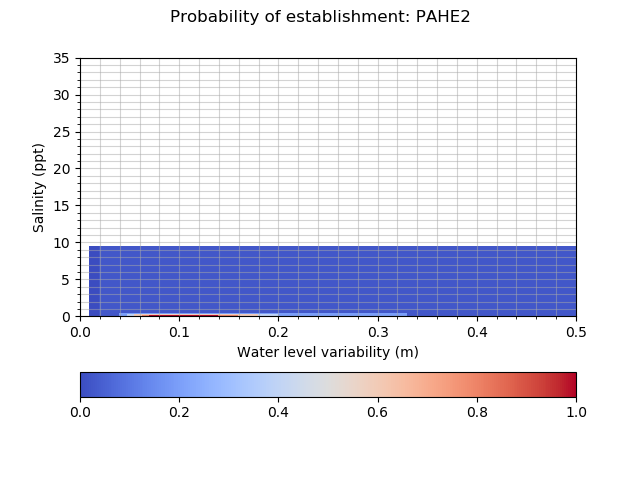 Probability of establishment: PAHE2
35
30
25
20
15
10
5
0
Salinity (ppt)
0.0 0.1 0.2 0.3 0.4 0.5
Water level variability (m)
0.0 0.2 0.4 0.6 0.8 1.0